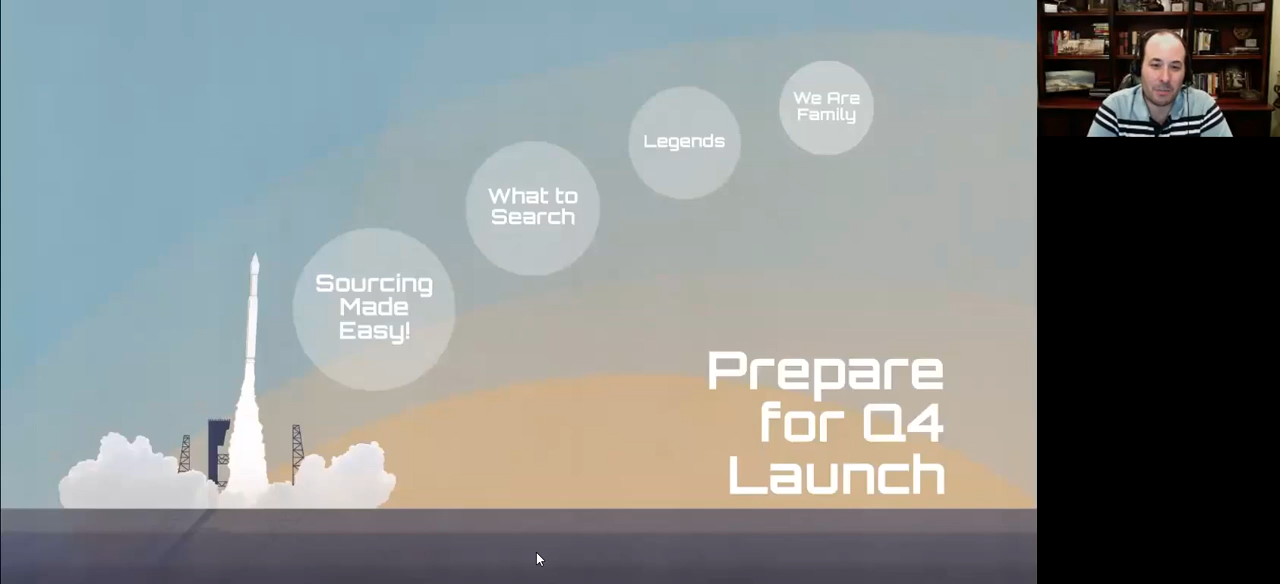 We Are
Family
Legends
What to
Search
Sourcing
Made
Easy!
Prepare
for Q4
Launch